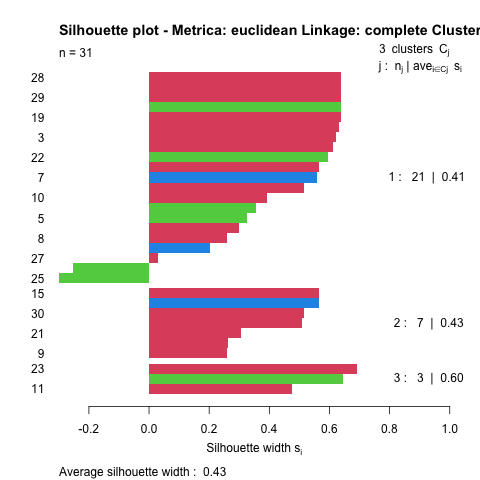 Silhouette plot - Metrica: euclidean Linkage: complete Cluster
n = 31
3 clusters Cj
j : nj | avei∈Cj si
28
29
19
3
22
7
1 : 21 | 0.41
10
5
8
27
25
15
30
2 : 7 | 0.43
21
9
23
3 : 3 | 0.60
11
-0.2 0.0 0.2 0.4 0.6 0.8 1.0
Silhouette width si
Average silhouette width : 0.43